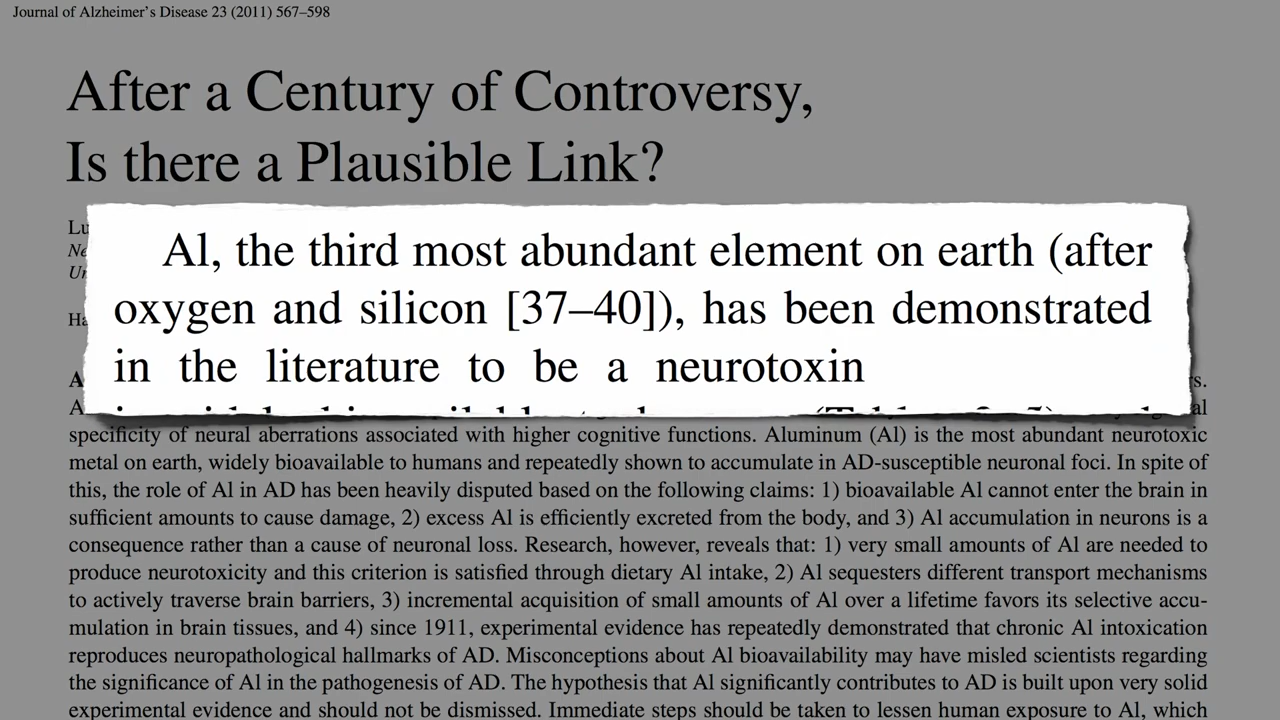 Journal of Alzheimer's Disease 23 (2011) 567–598
After a Century of Controversy,
Is there a Plausible Link?
Al, the third most abundant element on earth (after
oxygen and silicon [37–40]), has been demonstrated
in the literature to be a neurotoxin
specificity of neural aberrations associated with higher cognitive functions. Aluminum (Al) is the most abundant neurotoxic
metal on earth, widely bioavailable to humans and repeatedly shown to accumulate in AD-susceptible neuronal foci. In spite of
this, the role of Al in AD has been heavily disputed based on the following claims: 1) bioavailable Al cannot enter the brain in
sufficient amounts to cause damage, 2) excess Al is efficiently excreted from the body, and 3) Al accumulation in neurons is a
consequence rather than a cause of neuronal loss. Research, however, reveals that: 1) very small amounts of Al are needed to
produce neurotoxicity and this criterion is satisfied through dietary Al intake, 2) Al sequesters different transport mechanisms
to actively traverse brain barriers, 3) incremental acquisition of small amounts of Al over a lifetime favors its selective accu-
mulation in brain tissues, and 4) since 1911, experimental evidence has repeatedly demonstrated that chronic Al intoxication
reproduces neuropathological hallmarks of AD. Misconceptions about Al bioavailability may have misled scientists regarding
the significance of Al in the pathogenesis of AD. The hypothesis that Al significantly contributes to AD is built upon very solid
experimental evidence and should not be dismissed. Immediate steps should be taken to lessen human exposure to Al, which